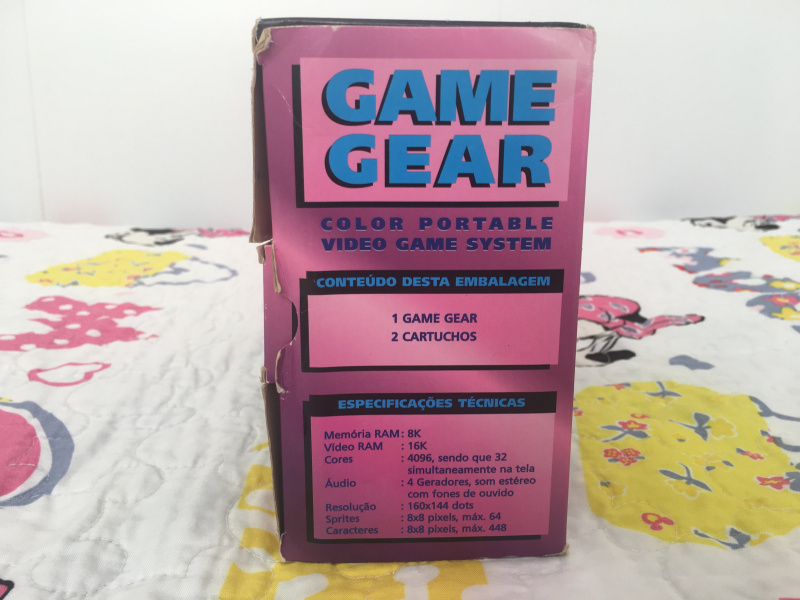 GAME
GEAR
COLOR PORTABLE
VIDEO GAME SYSTEM
CONTEÚDO DESTA EMBALAGEM
1 GAME GEAR
2 CARTUCHOS
ESPECIFICAÇÕES TÉCNICAS
Memória RAM : 8K
Vídeo RAM : 16K
Cores : 4096, sendo que 32
simultaneamente na tela
Áudio : 4 Geradores, som estéreo
com fones de ouvido
Resolução : 160x144 dots
Sprites : 8x8 pixels, máx. 64
Caracteres : 8x8 pixels, máx. 448